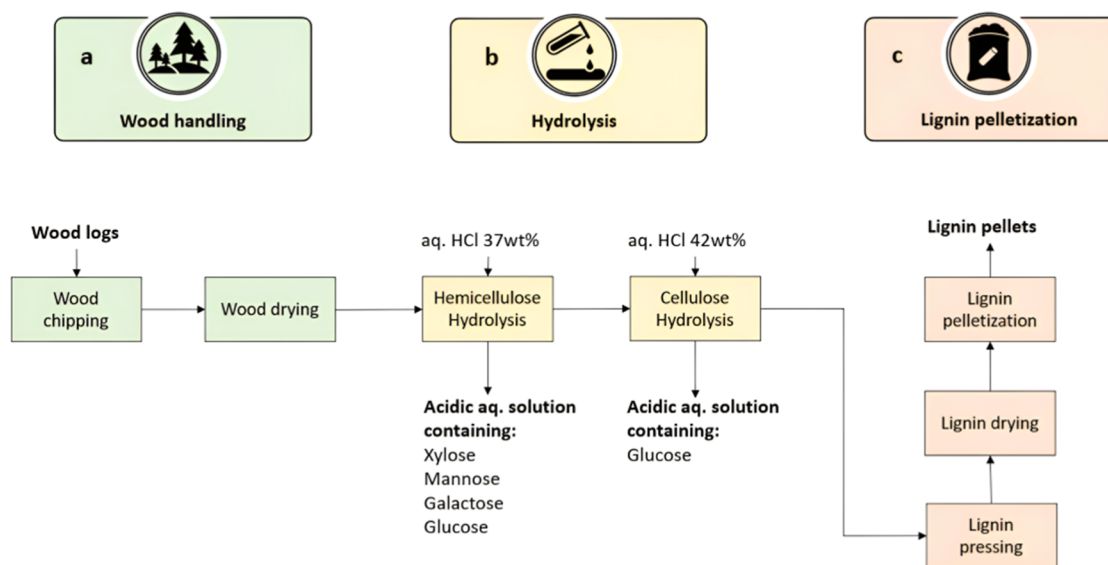 a
Wood handling
b
Hydrolysis
c
Lignin pelletization
Wood logs
aq. HCl 37wt%
aq. HCl 42wt%
Lignin pellets
Wood
chipping
Wood drying
Hemicellulose
Hydrolysis
Cellulose
Hydrolysis
Lignin
pelletization
Acidic aq. solution
containing:
Xylose
Mannose
Galactose
Glucose
Acidic aq. solution
containing:
Glucose
Lignin drying
Lignin
pressing